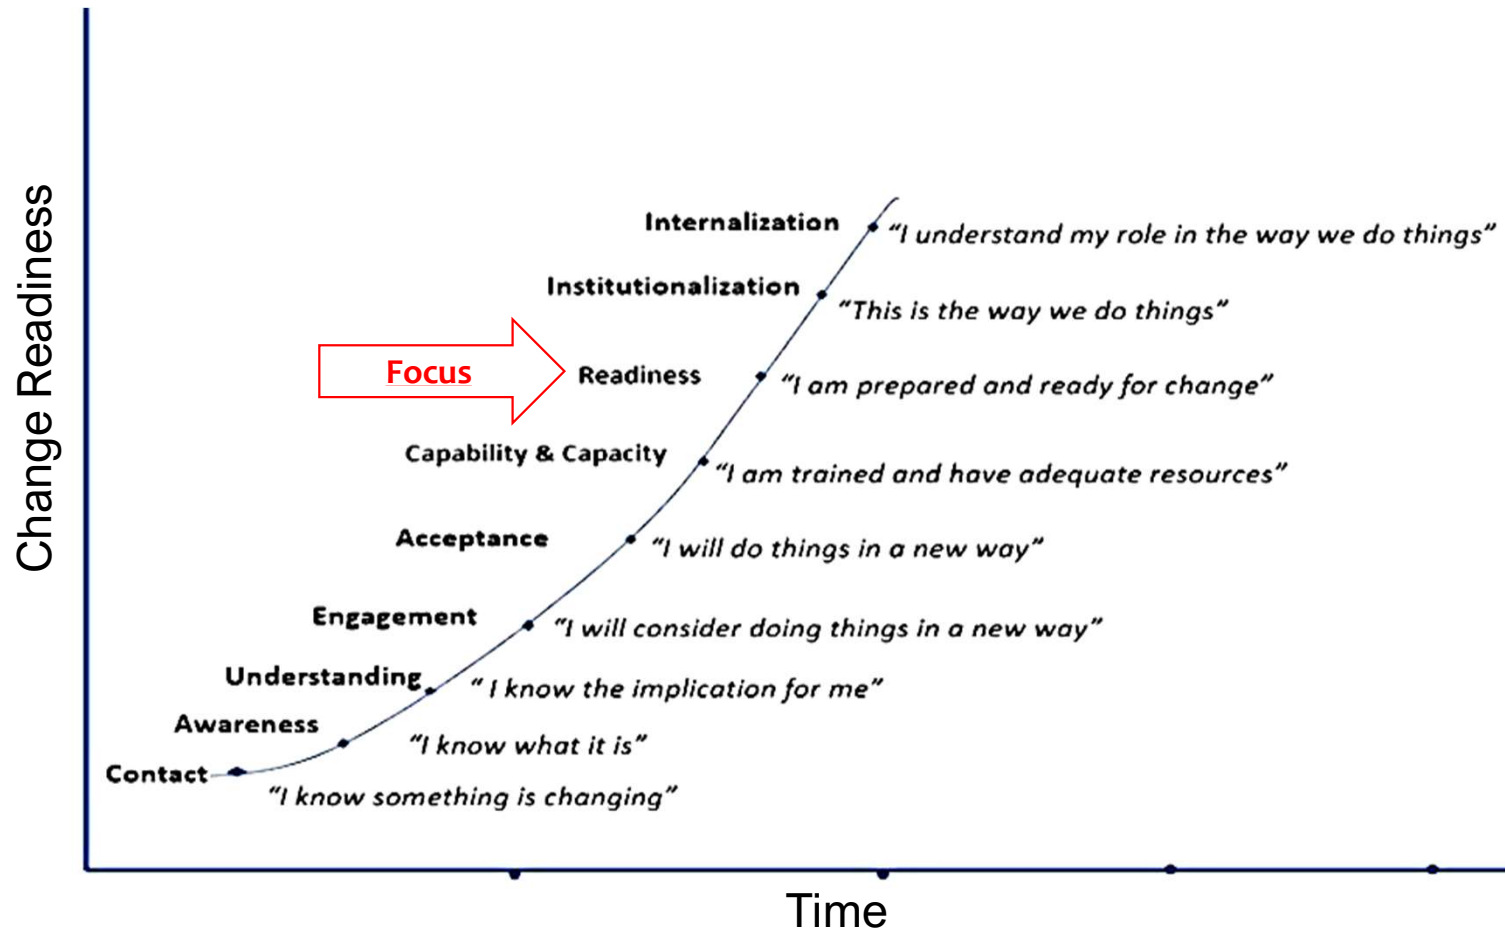 Change Readiness
Internalization
“I understand my role in the way we do things”
Institutionalization
“This is the way we do things”
Focus
Readiness
“I am prepared and ready for change”
Capability & Capacity
“I am trained and have adequate resources”
Acceptance
“I will do things in a new way”
Engagement
“I will consider doing things in a new way”
Understanding
“ I know the implication for me”
Awareness
“I know what it is”
Contact
“I know something is changing”
Time